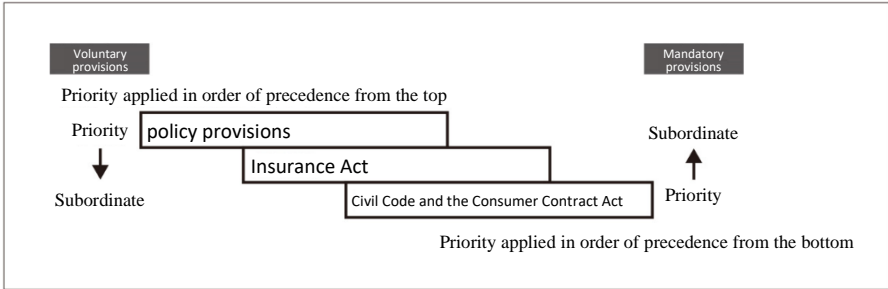 Voluntary
provisions
Mandatory
provisions
Priority applied in order of precedence from the top
Priority
policy provisions
Subordinate
Insurance Act
Subordinate
Civil Code and the Consumer Contract Act
Priority
Priority applied in order of precedence from the bottom